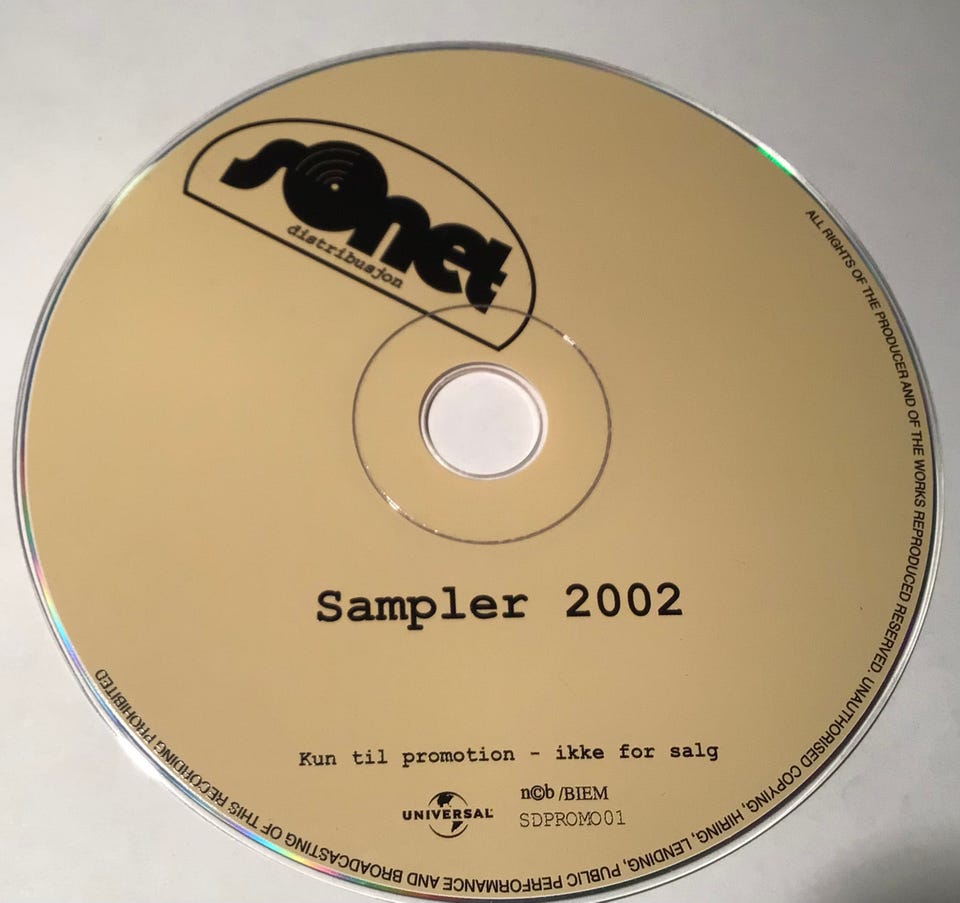 sonet
distribusjon
Sampler 2002
Kun til promotion - ikke for salg
UNIVERSAL
n©b /BIEM
SDPROMO01
ALL RIGHTS OF THE PRODUCER AND OF THE WORKS REPRODUCED RESERVED. UNAUTHORISED COPYING, HIRING, LENDING, PUBLIC PERFORMANCE AND BROADCASTING OF THIS RECORDING PROHIBITED